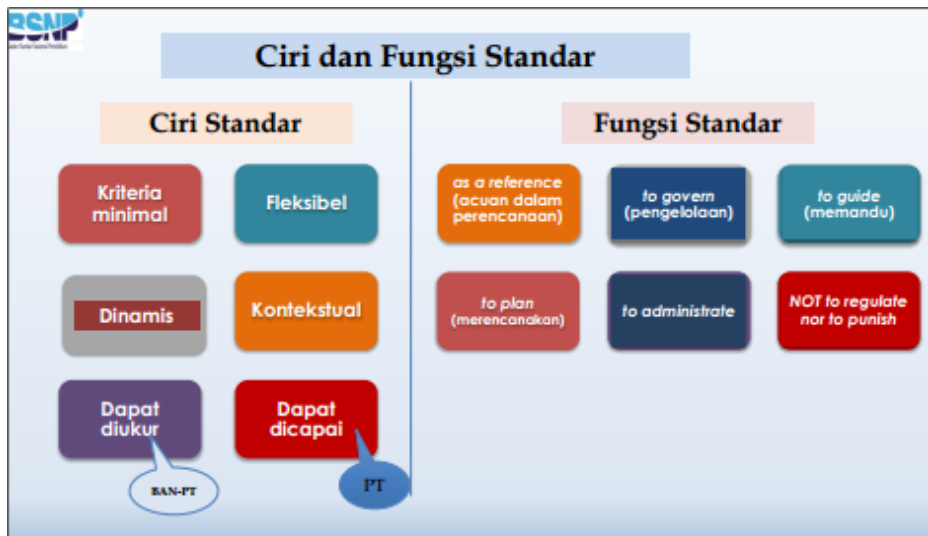 BSNP
Ciri dan Fungsi Standar
Ciri Standar
Kriteria
minimal
Fleksibel
Dinamis
Kontekstual
Dapat
diukur
Dapat
dicapai
BAN-PT
PT
Fungsi Standar
as a reference
(acuan dalam
perencanaan)
to govern
(pengelolaan)
to guide
(memandu)
to plan
(merencanakan)
to administrate
NOT to regulate
nor to punish